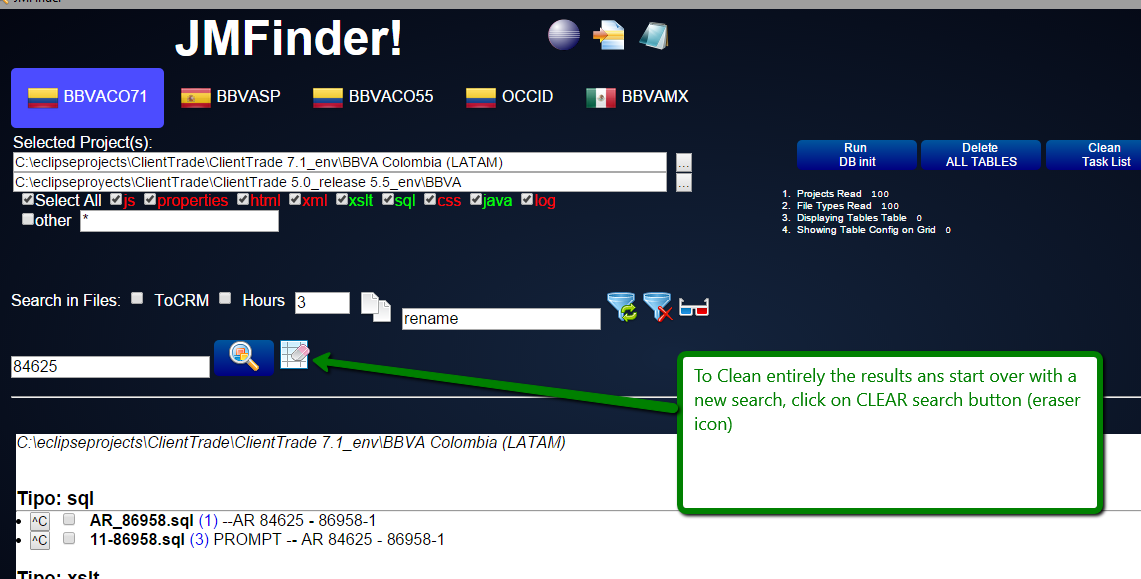 JMFinder
JMFinder!
BBVACO71 BBVASP BBVACO55 OCCID BBVAMX
Selected Project(s):
C:\eclipseprojects\ClientTrade\ClientTrade 7.1_env\BBVA Colombia (LATAM) ...
C:\eclipseproyects\ClientTrade\ClientTrade 5.0_release 5.5_env\BBVA ...
Select All js properties html xml xslt sql css java log
other *
Run
DB init
Delete
ALL TABLES
Clean
Task List
1. Projects Read 100
2. File Types Read 100
3. Displaying Tables Table 0
4. Showing Table Config on Grid 0
Search in Files: ToCRM Hours 3 rename
84625
To Clean entirely the results ans start over with a
new search, click on CLEAR search button (eraser
icon)
C:\eclipseprojects\ClientTrade\ClientTrade 7.1_env\BBVA Colombia (LATAM)
Tipo: sql
^C AR_86958.sql (1) --AR 84625 - 86958-1
^C 11-86958.sql (3) PROMPT -- AR 84625 - 86958-1
Tipo: xslt